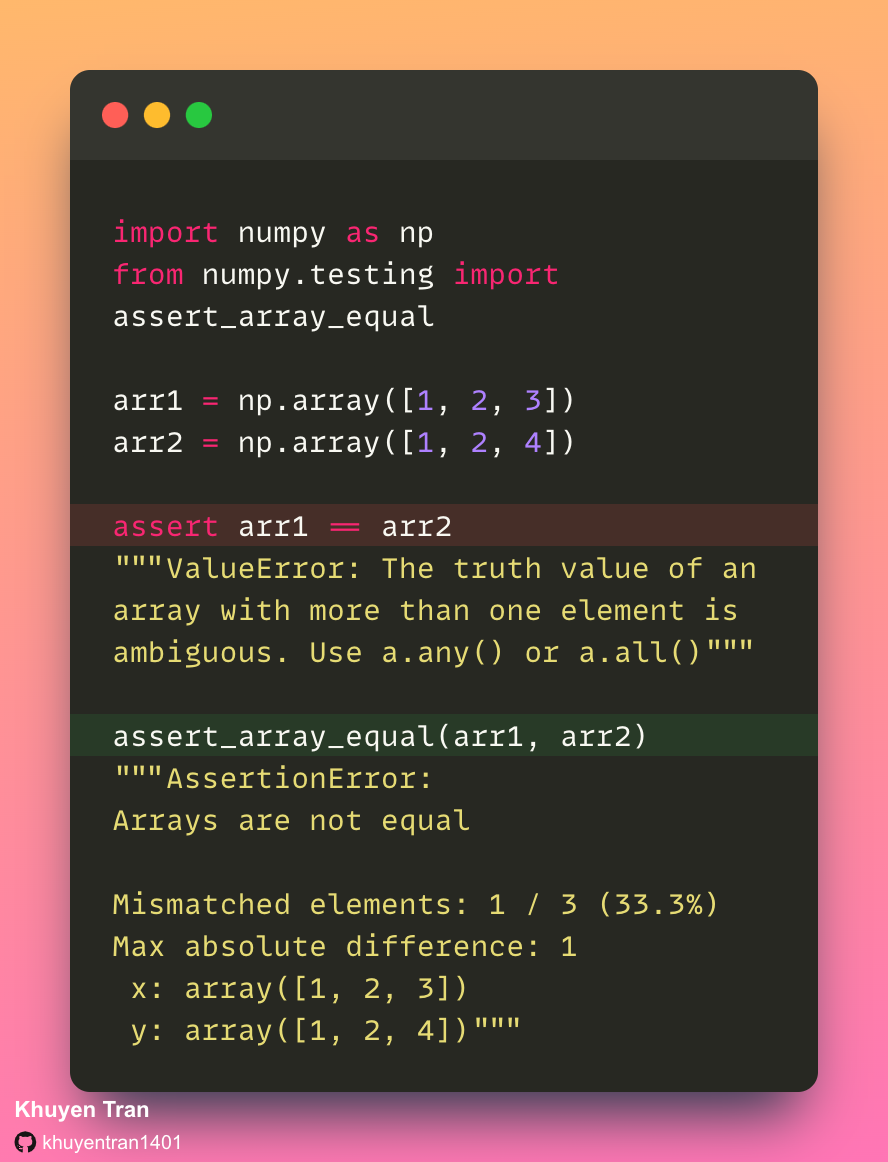 import numpy as np
from numpy.testing import
assert_array_equal

arr1 = np.array([1, 2, 3])
arr2 = np.array([1, 2, 4])

assert arr1 == arr2
"""ValueError: The truth value of an
array with more than one element is
ambiguous. Use a.any() or a.all()"""

assert_array_equal(arr1, arr2)
"""AssertionError:
Arrays are not equal

Mismatched elements: 1 / 3 (33.3%)
Max absolute difference: 1
 x: array([1, 2, 3])
 y: array([1, 2, 4])"""
Khuyen Tran
khuyentran1401